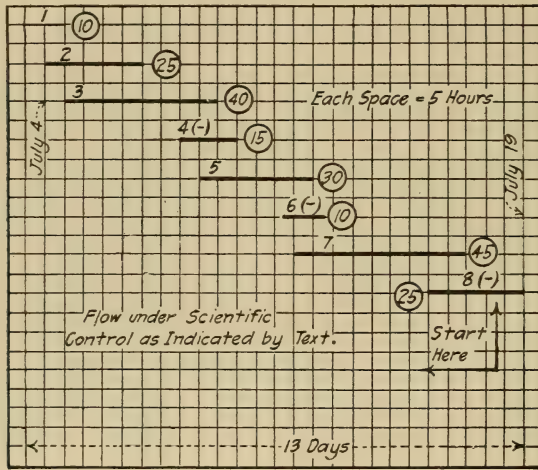 1 10
2 25
3 40
Each Space = 5 Hours
July 4
4 (-) 15
July 19
5 30
6 (-) 10
7 45
25 8 (-)
Flow under Scientific
Control as Indicated by Text.
Start
Here
13 Days